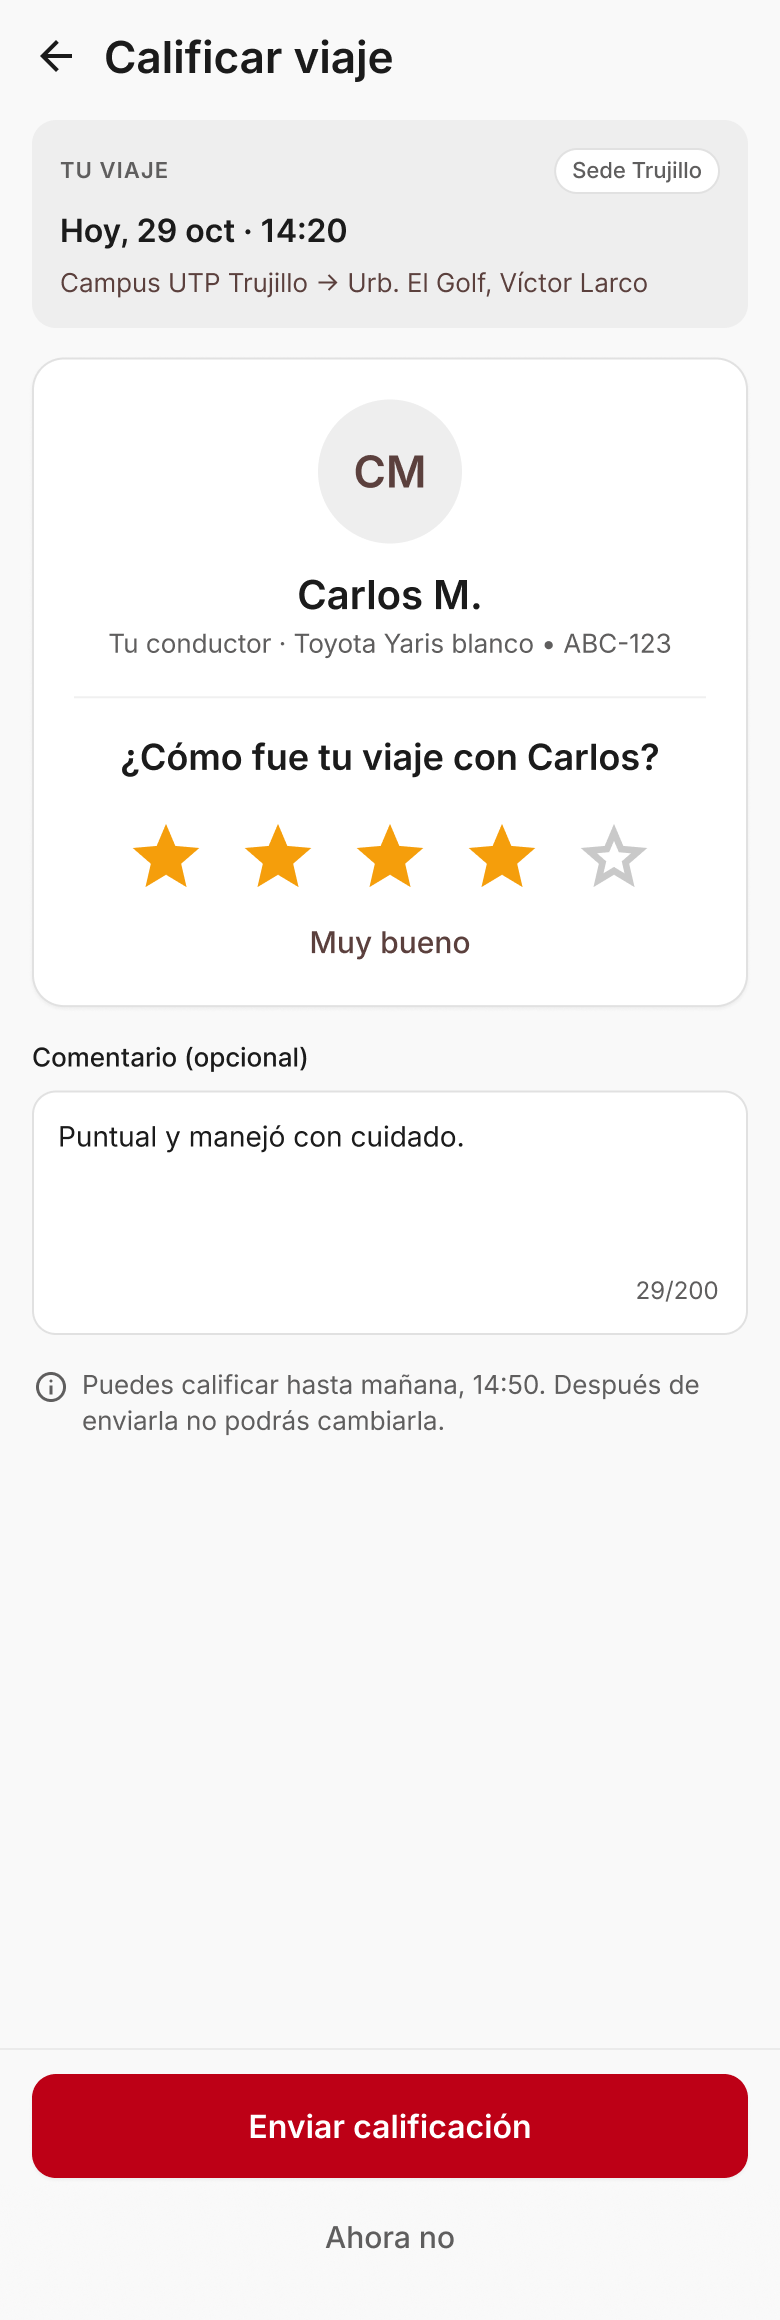 Calificar viaje
TU VIAJE
Sede Trujillo
Hoy, 29 oct · 14:20
Campus UTP Trujillo → Urb. El Golf, Víctor Larco
CM
Carlos M.
Tu conductor · Toyota Yaris blanco • ABC-123
¿Cómo fue tu viaje con Carlos?
Muy bueno
Comentario (opcional)
Puntual y manejó con cuidado.
29/200
Puedes calificar hasta mañana, 14:50. Después de
enviarla no podrás cambiarla.
Enviar calificación
Ahora no